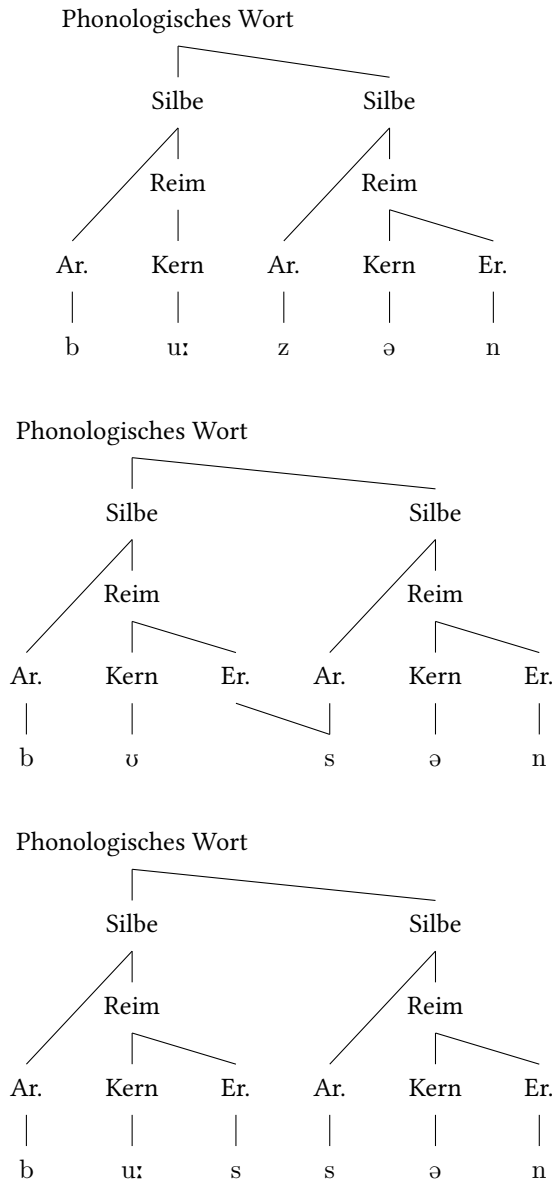 Phonologisches Wort
Silbe Silbe
Reim Reim
Ar. Kern Ar. Kern Er.
b uː z ə n
Phonologisches Wort
Silbe Silbe
Reim Reim
Ar. Kern Er. Ar. Kern Er.
b ʊ s ə n
Phonologisches Wort
Silbe Silbe
Reim Reim
Ar. Kern Er. Ar. Kern Er.
b uː s s ə n